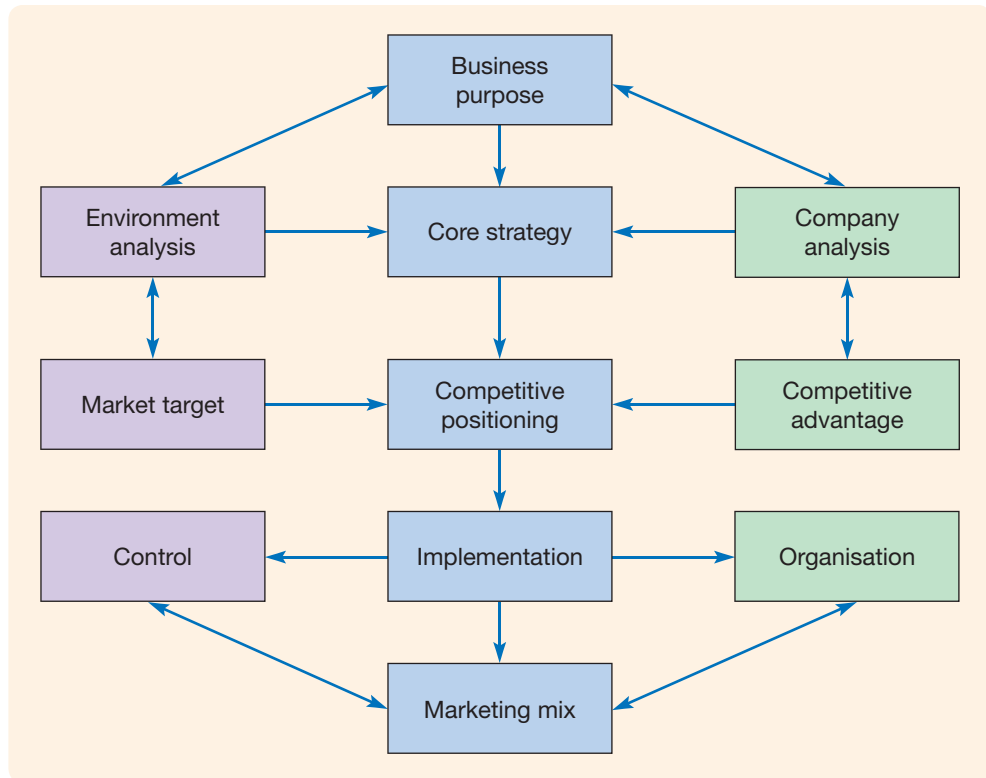 Business
purpose
Environment
analysis
Core strategy
Company
analysis
Market target
Competitive
positioning
Competitive
advantage
Control
Implementation
Organisation
Marketing mix